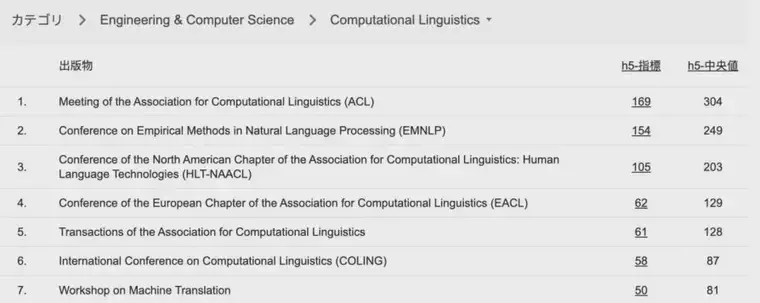 カテゴリ > Engineering & Computer Science > Computational Linguistics
出版物 h5-指標 h5-中央値
1. Meeting of the Association for Computational Linguistics (ACL) 169 304
2. Conference on Empirical Methods in Natural Language Processing (EMNLP) 154 249
3. Conference of the North American Chapter of the Association for Computational Linguistics: Human
Language Technologies (HLT-NAACL) 105 203
4. Conference of the European Chapter of the Association for Computational Linguistics (EACL) 62 129
5. Transactions of the Association for Computational Linguistics 61 128
6. International Conference on Computational Linguistics (COLING) 58 87
7. Workshop on Machine Translation 50 81